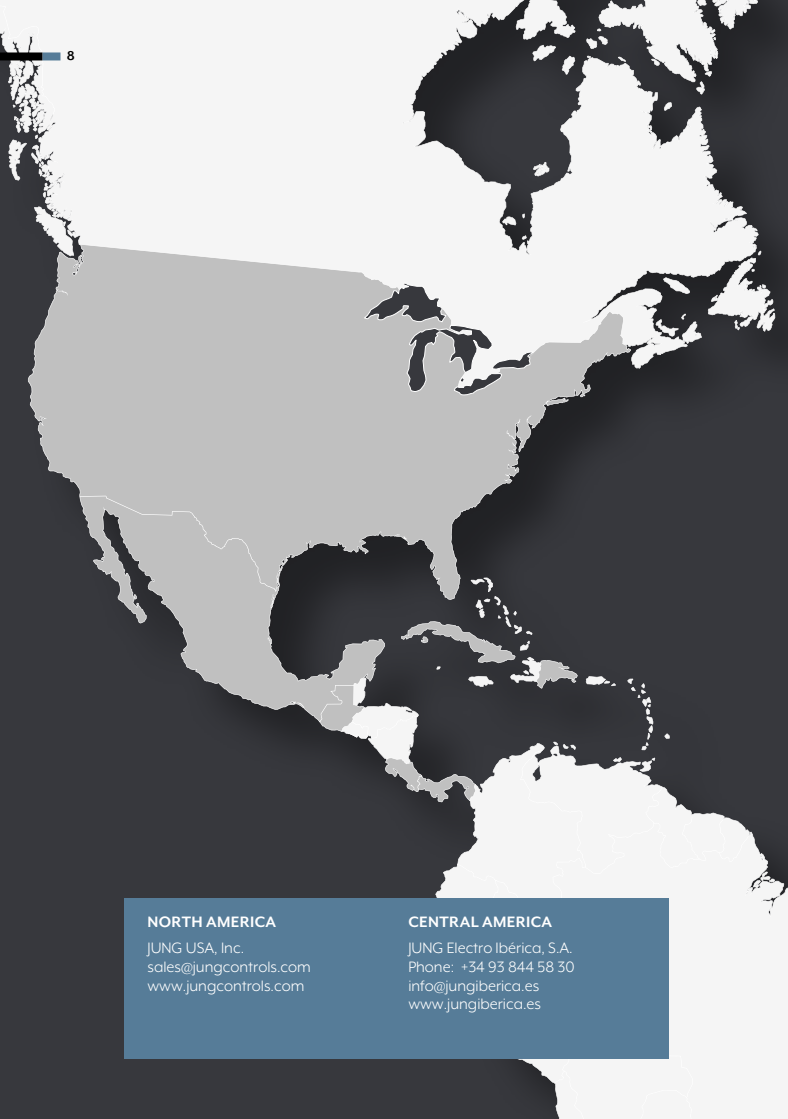 8
NORTH AMERICA
JUNG USA, Inc.
sales@jungcontrols.com
www.jungcontrols.com
CENTRAL AMERICA
JUNG Electro Ibérica, S.A.
Phone: +34 93 844 58 30
info@jungiberica.es
www.jungiberica.es